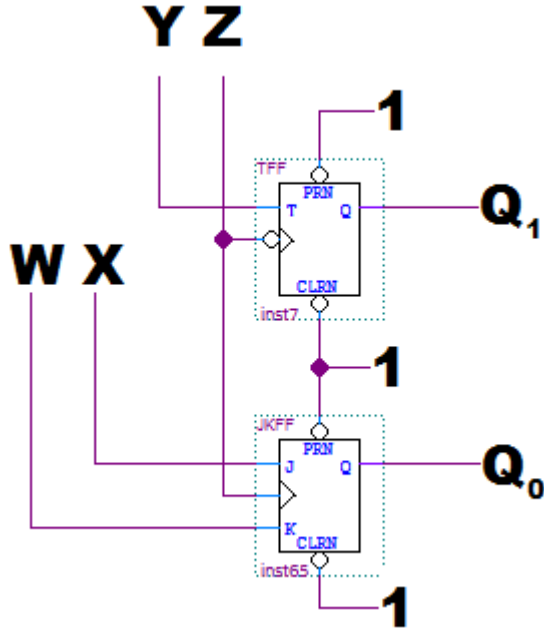 Y Z
1
TFF
PRN
T Q
Q1
W X
CLRN
inst7
1
JKFF
PRN
J Q
Q0
K
CLRN
inst65
1